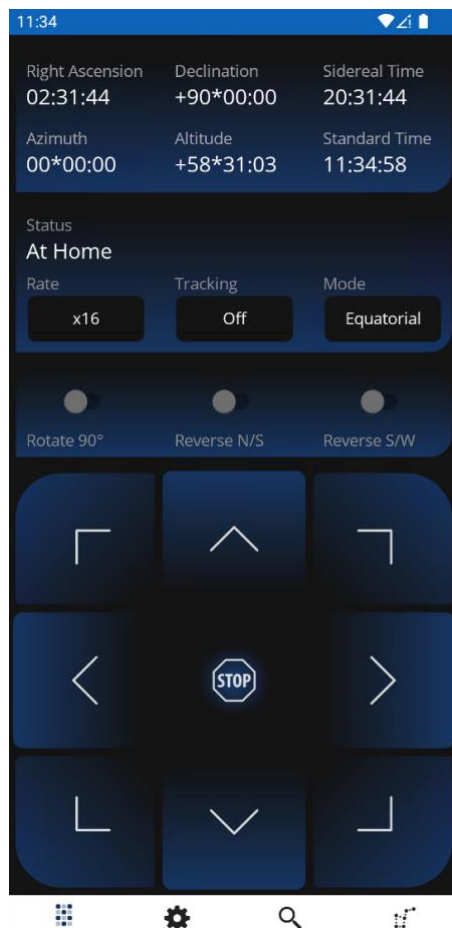 11:34
Right Ascension Declination Sidereal Time
02:31:44 +90*00:00 20:31:44
Azimuth Altitude Standard Time
00*00:00 +58*31:03 11:34:58
Status
At Home
Rate Tracking Mode
x16 Off Equatorial
Rotate 90° Reverse N/S Reverse S/W
STOP